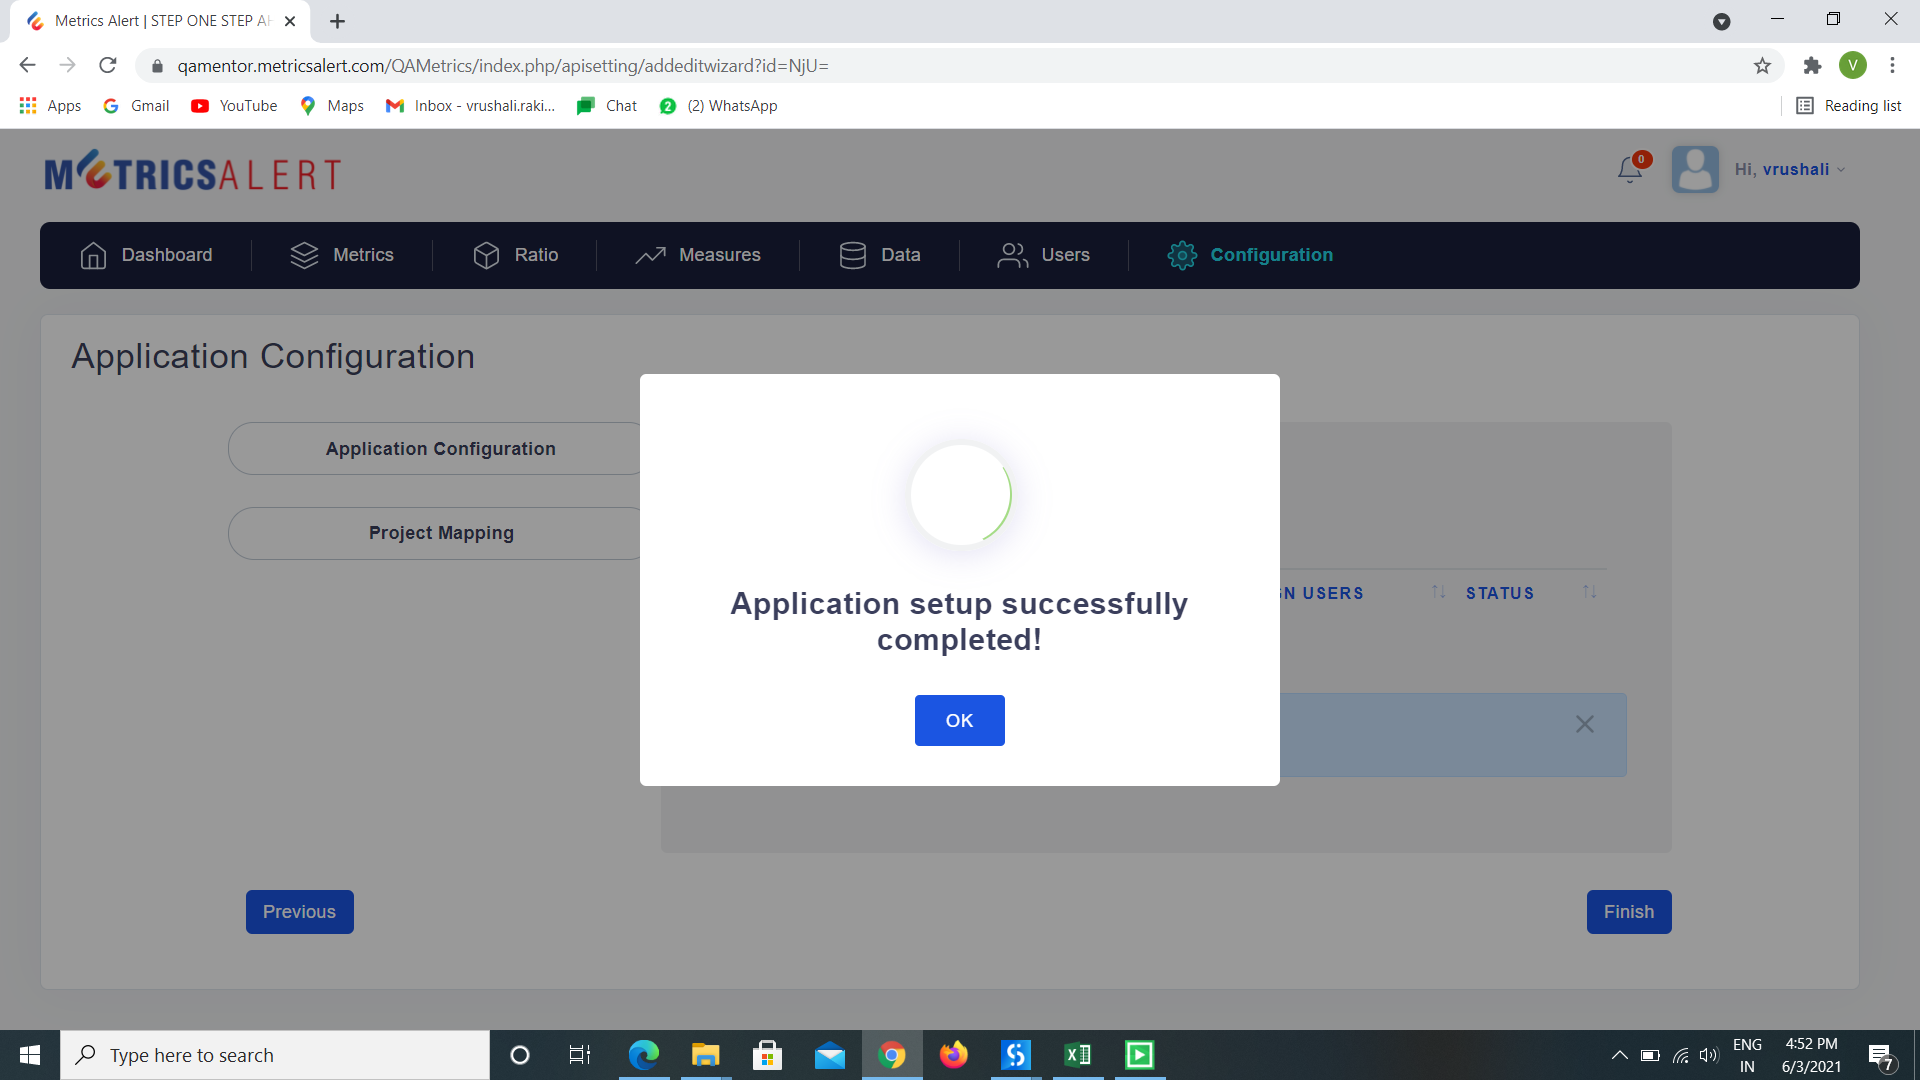 Metrics Alert | STEP ONE STEP AH
qamentor.metricsalert.com/QAMetrics/index.php/apisetting/addeditwizard?id=NjU=
V
Apps
Gmail
YouTube
Maps
Inbox - vrushali.raki...
Chat
2
(2) WhatsApp
Reading list
METRICSALERT
0
Hi, vrushali
Dashboard
Metrics
Ratio
Measures
Data
Users
Configuration
Application Configuration
Application Configuration
Project Mapping
Application setup successfully
completed!
OK
N USERS
STATUS
Previous
Finish
Type here to search
ENG
IN
4:52 PM
6/3/2021
7